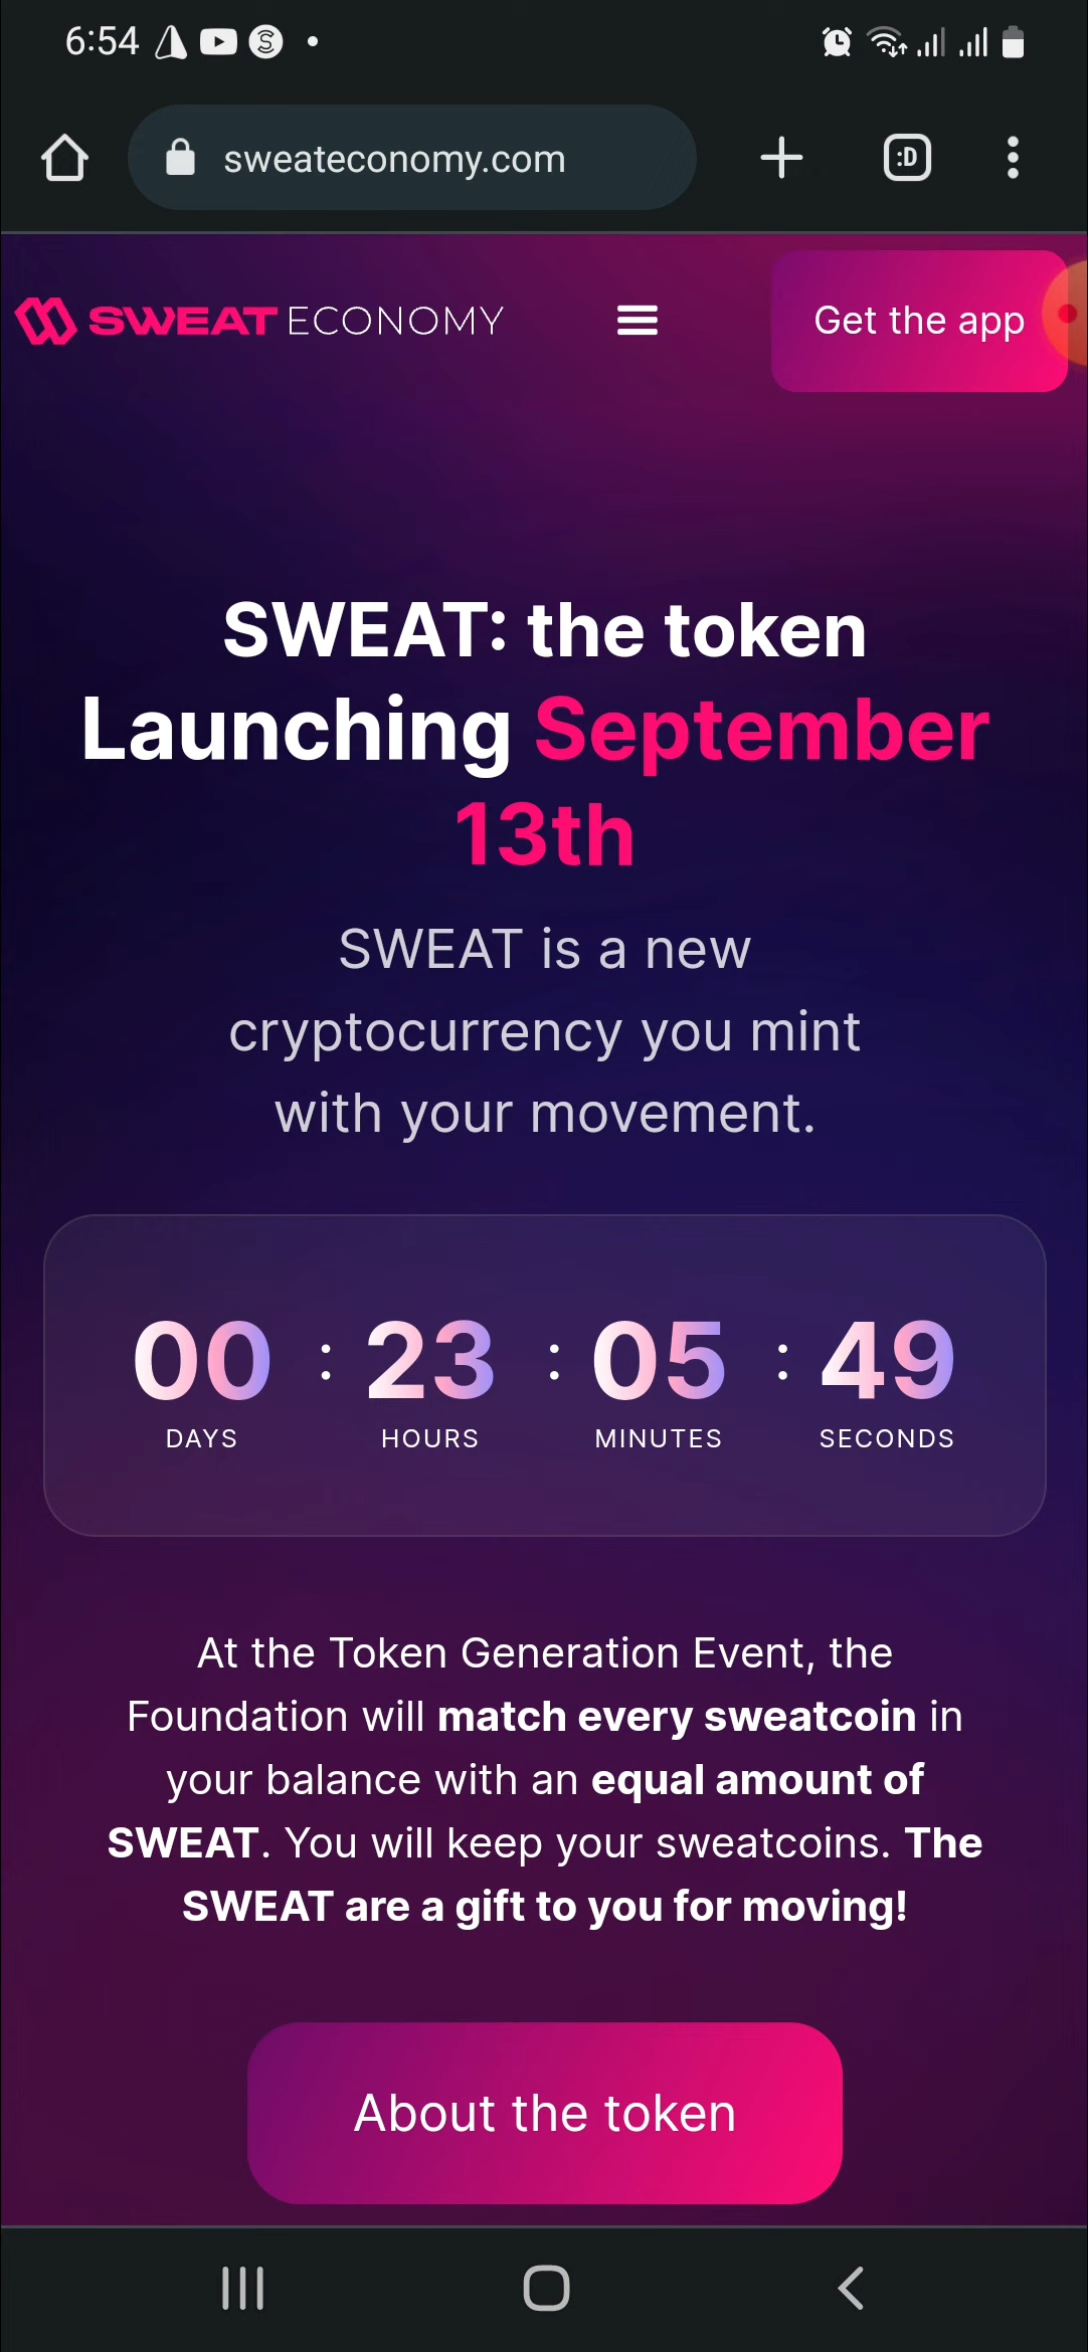 6:54
sweateconomy.com
:D
SWEAT ECONOMY
Get the app
SWEAT: the token
Launching September
13th
SWEAT is a new
cryptocurrency you mint
with your movement.
00 : 23 : 05 : 49
DAYS HOURS MINUTES SECONDS
At the Token Generation Event, the
Foundation will match every sweatcoin in
your balance with an equal amount of
SWEAT. You will keep your sweatcoins. The
SWEAT are a gift to you for moving!
About the token